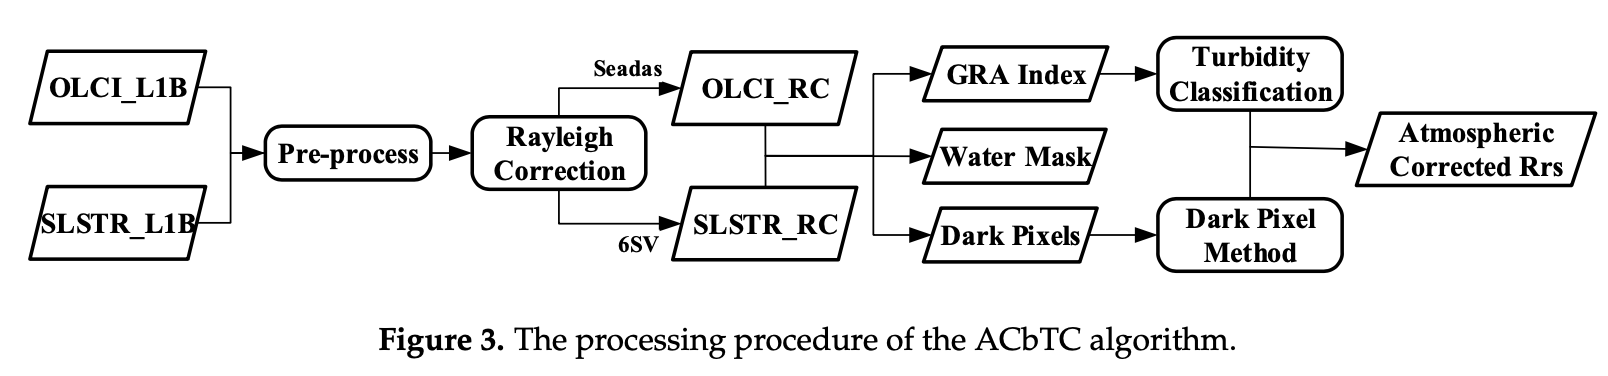 OLCI_L1B
SLSTR_L1B
Pre-process
Rayleigh
Correction
Seadas
6SV
OLCI_RC
SLSTR_RC
GRA Index
Water Mask
Dark Pixels
Turbidity
Classification
Dark Pixel
Method
Atmospheric
Corrected Rrs
Figure 3. The processing procedure of the ACbTC algorithm.